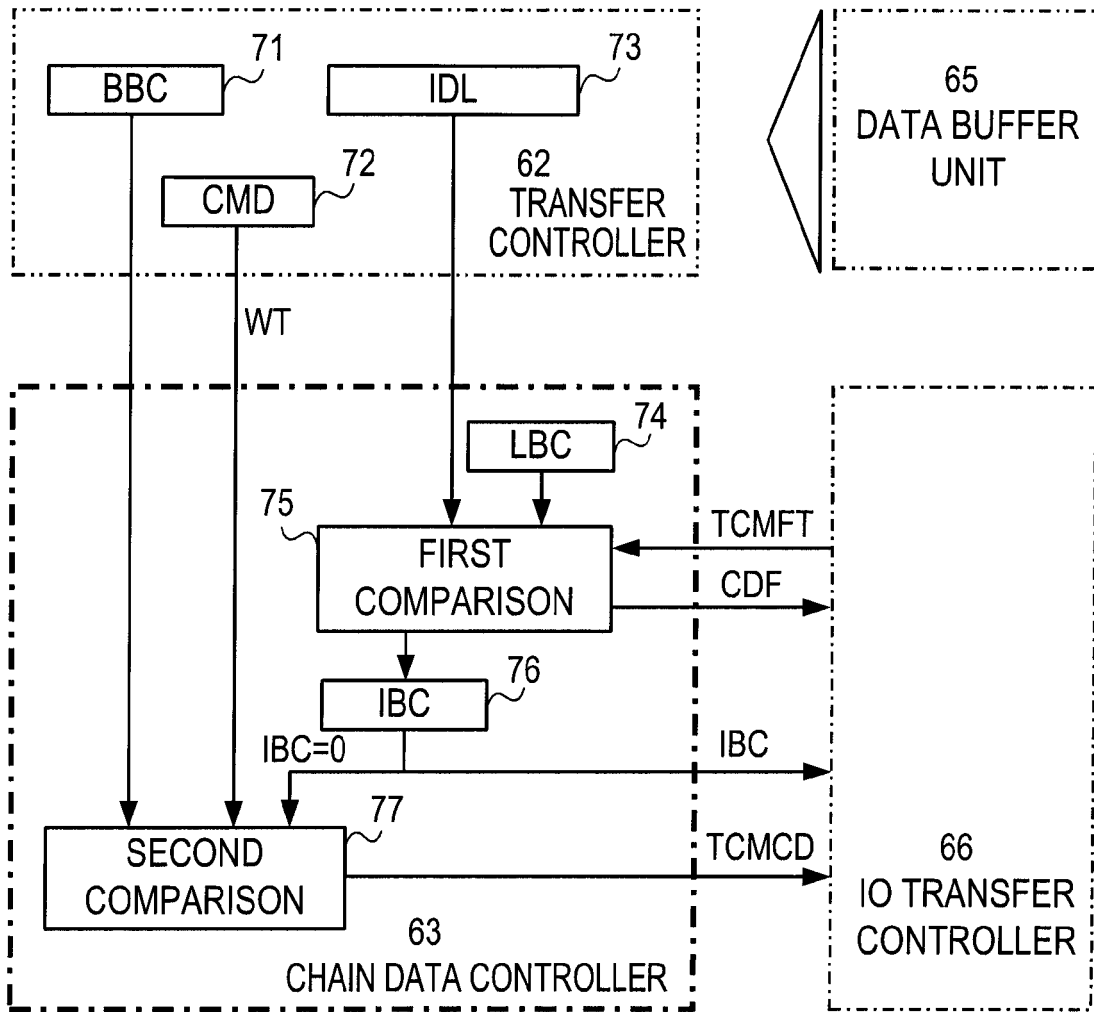 71
BBC
73
IDL
72
CMD
62
TRANSFER
CONTROLLER
65
DATA BUFFER
UNIT
WT
74
LBC
75
FIRST
COMPARISON
TCMFT
CDF
76
IBC
IBC=0
IBC
77
SECOND
COMPARISON
TCMCD
63
CHAIN DATA CONTROLLER
66
IO TRANSFER
CONTROLLER